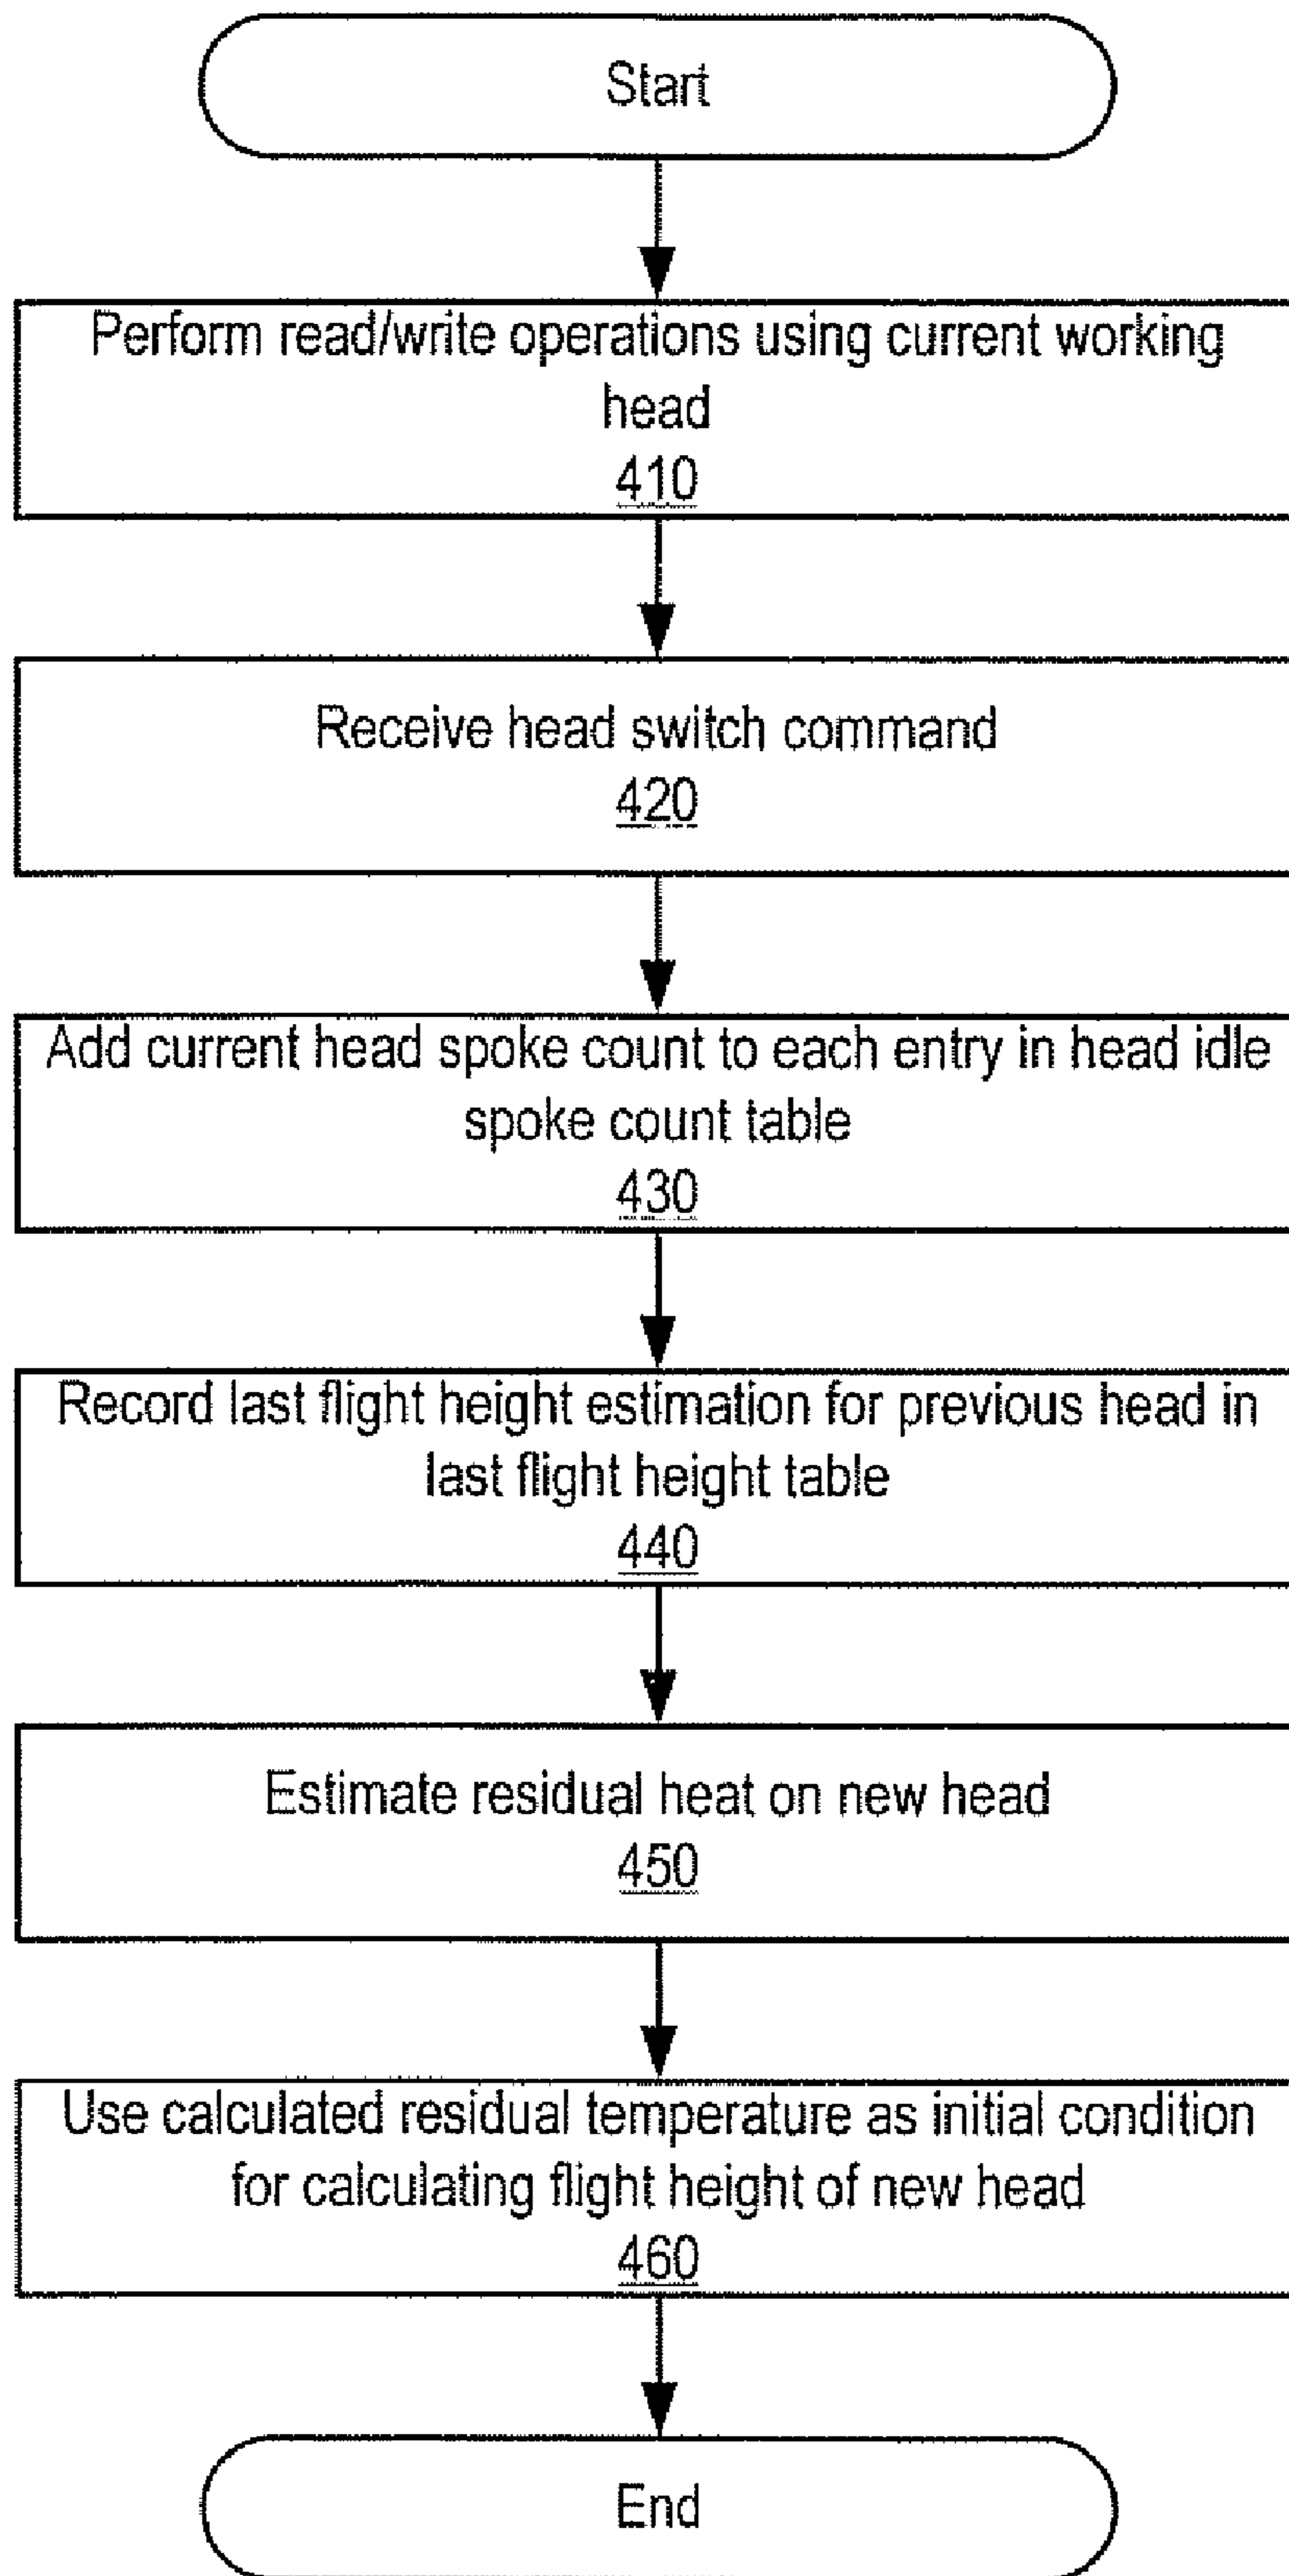 Start
Perform read/write operations using current working
head
410
Receive head switch command
420
Add current head spoke count to each entry in head idle
spoke count table
430
Record last flight height estimation for previous head in
last flight height table
440
Estimate residual heat on new head
450
Use calculated residual temperature as initial condition
for calculating flight height of new head
460
End